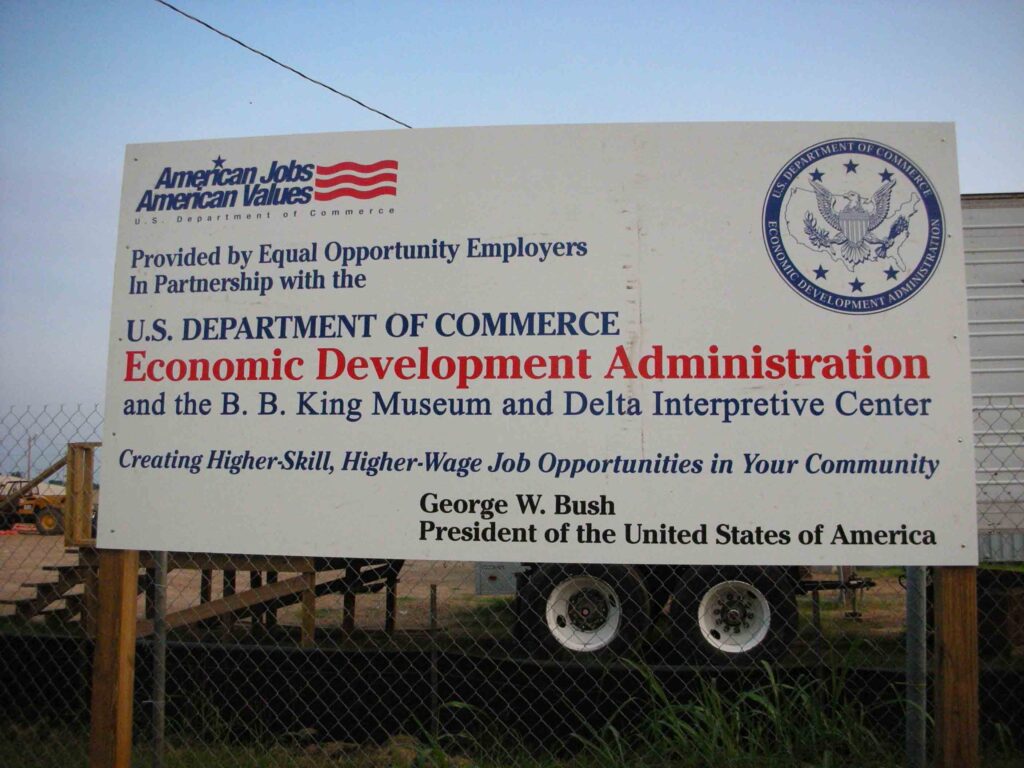 American Jobs
American Values
U.S. Department of Commerce
Provided by Equal Opportunity Employers
In Partnership with the
U.S. DEPARTMENT OF COMMERCE
Economic Development Administration
and the B. B. King Museum and Delta Interpretive Center
Creating Higher-Skill, Higher-Wage Job Opportunities in Your Community
George W. Bush
President of the United States of America
U.S. DEPARTMENT OF COMMERCE
ECONOMIC DEVELOPMENT ADMINISTRATION